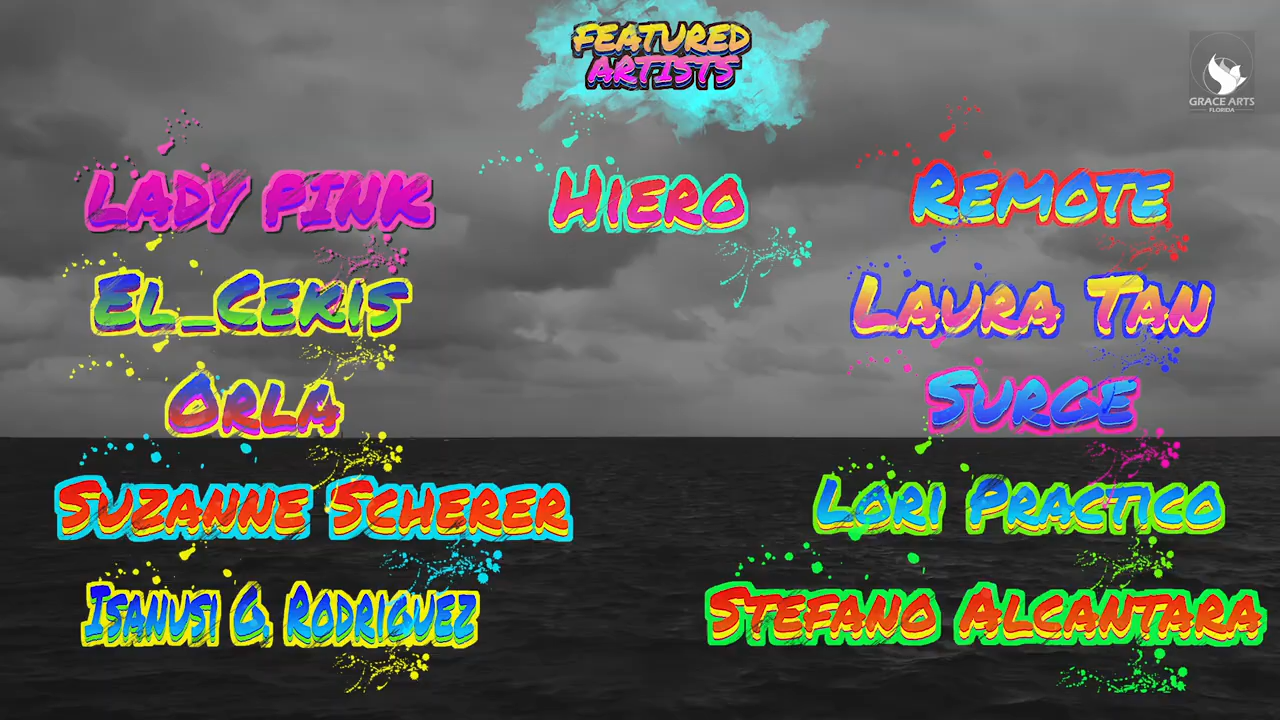 FEATURED
ARTISTS
GRACE ARTS
FLORIDA
LADY PINK
HIERO
REMOTE
EL_CEKIS
LAURA TAN
ORLA
SURGE
SUZANNE SCHERER
LORI PRACTICO
ISANUSI G. RODRIGUEZ
STEFANO ALCANTARA